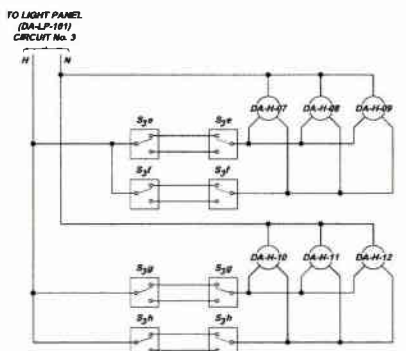 TO LIGHT PANEL
(DA-LP-101)
CIRCUIT No. 3
H N
DA-H-07 DA-H-08 DA-H-09
S3e S3e
S3f S3f
DA-H-10 DA-H-11 DA-H-12
S3g S3g
S3h S3h